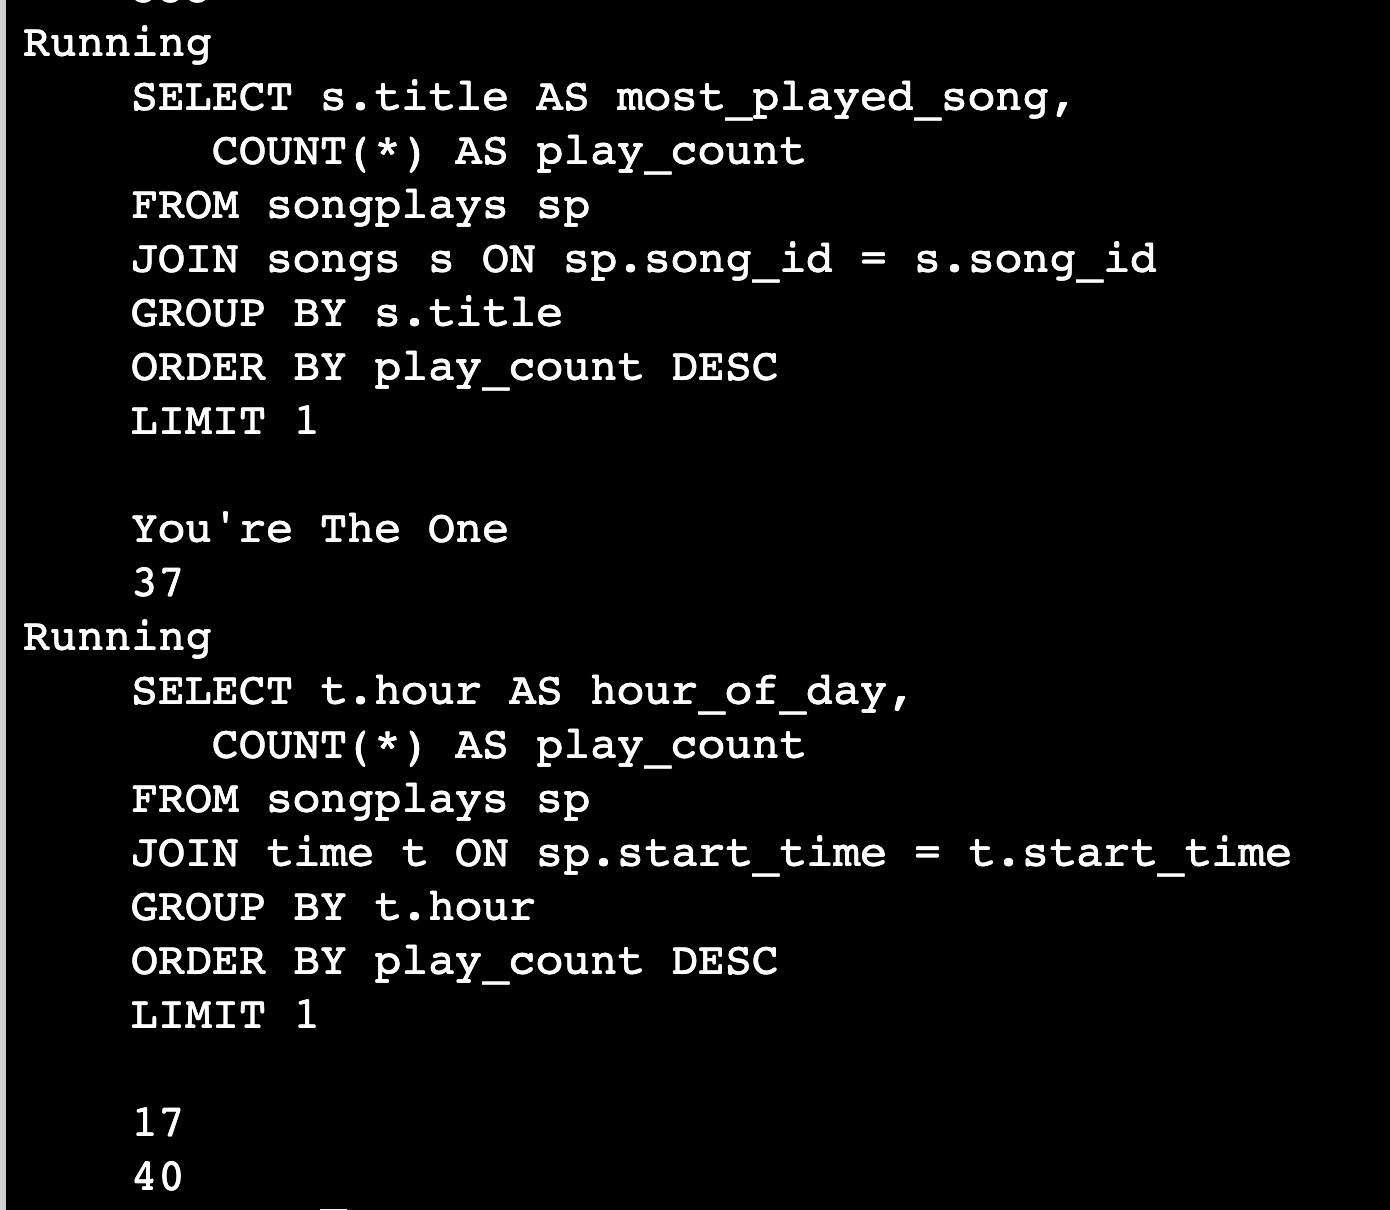 Running
SELECT s.title AS most_played_song,
COUNT(*) AS play_count
FROM songplays sp
JOIN songs s ON sp.song_id = s.song_id
GROUP BY s.title
ORDER BY play_count DESC
LIMIT 1
You're The One
37
Running
SELECT t.hour AS hour_of_day,
COUNT(*) AS play_count
FROM songplays sp
JOIN time t ON sp.start_time = t.start_time
GROUP BY t.hour
ORDER BY play_count DESC
LIMIT 1
17
40